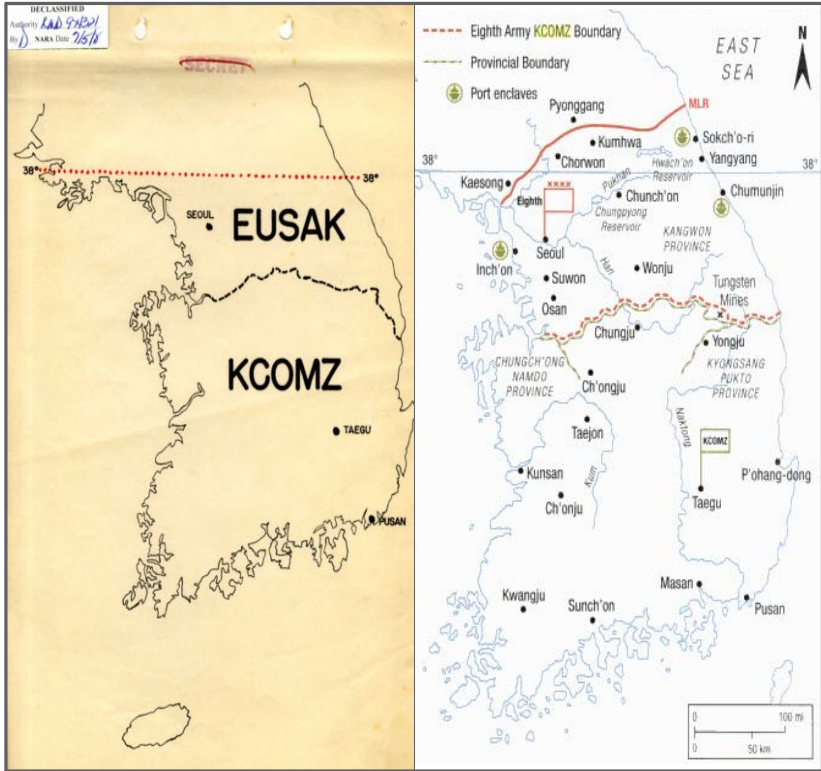 DECLASSIFIED
Authority
By D NARA Date
SECRET
38°
38°
SEOUL
EUSAK
KCOMZ
TAEGU
PUSAN
Eighth Army KCOMZ Boundary
Provincial Boundary
Port enclaves
EAST
SEA
N
MLR
Pyonggang
Kumhwa
Chorwon
Sokch'o-ri
Hwach'on
Reservoir
Yangyang
38°
38°
Kaesong
xxxx
Eighth
Pukhan
Chunch'on
Chumunjin
Chungpyong
Reservoir
KANGWON
PROVINCE
Seoul
Inch'on
Han
Wonju
Suwon
Osan
Tungsten
Mines
x
Chungju
Yongju
CHUNGCH'ONG
NAMDO
PROVINCE
KYONGSANG
PUKTO
PROVINCE
Ch'ongju
Taejon
Naktong
KCOMZ
Kunsan
Kum
P'ohang-dong
Ch'onju
Taegu
Masan
Kwangju
Sunch'on
Pusan
0 100 mi
0 50 km